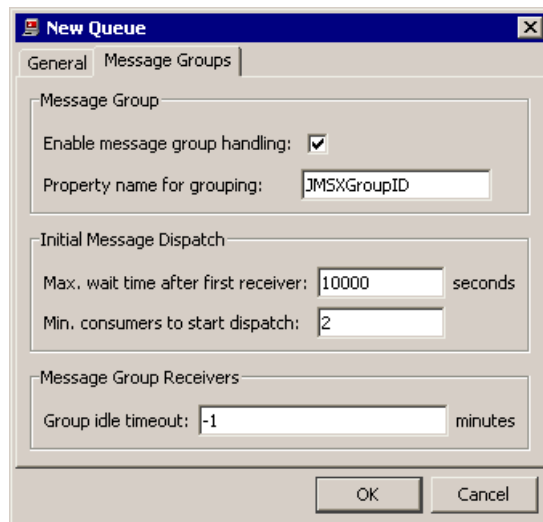 New Queue
General Message Groups
Message Group
Enable message group handling:
Property name for grouping: JMSXGroupID
Initial Message Dispatch
Max. wait time after first receiver: 10000 seconds
Min. consumers to start dispatch: 2
Message Group Receivers
Group idle timeout: -1 minutes
OK Cancel